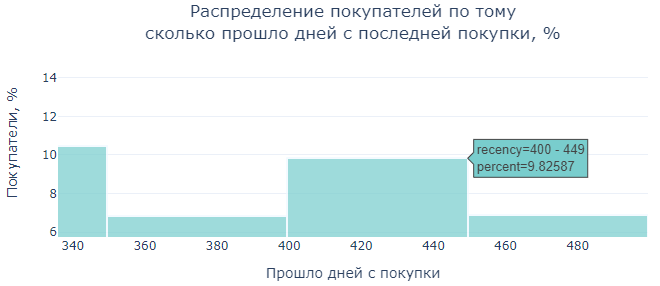 Распределение покупателей по тому
сколько прошло дней с последней покупки, %
Покупатели, %
14
12
10
8
6
recency=400 - 449
percent=9.82587
340
360
380
400
420
440
460
480
Прошло дней с покупки